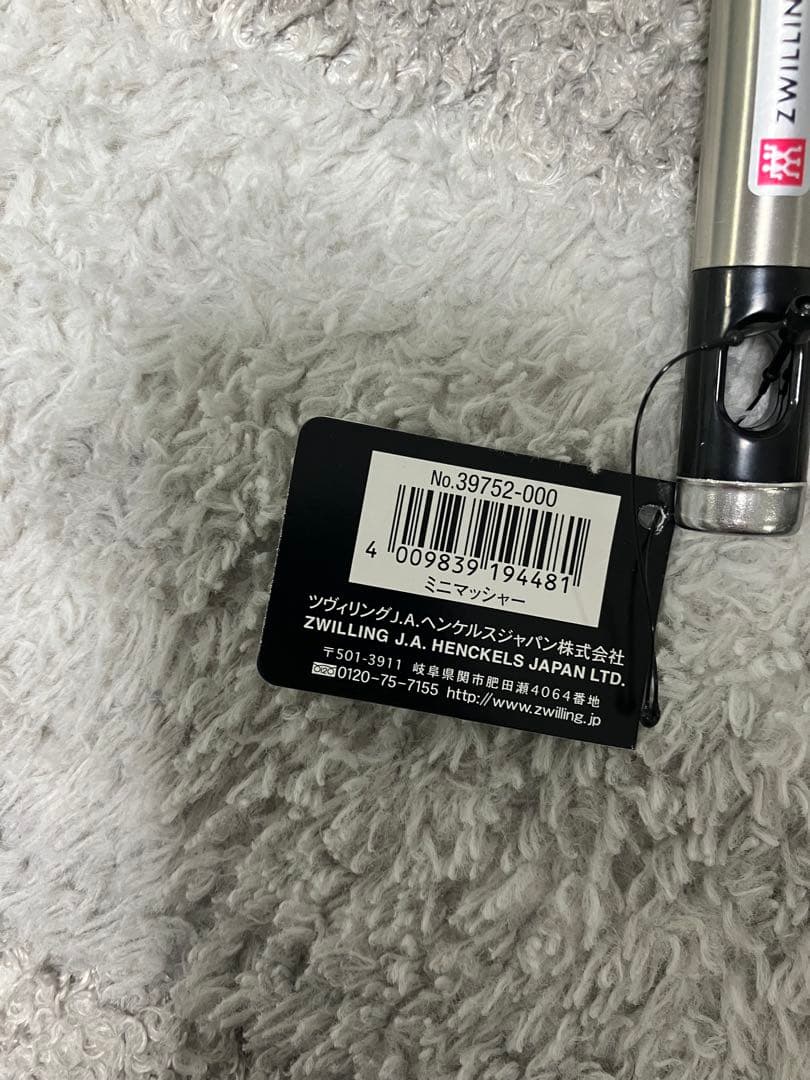 ZWILLIN
No.39752-000
4 009839 194481
ミニマッシャー
ツヴィリングJ.A.ヘンケルスジャパン株式会社
ZWILLING J.A. HENCKELS JAPAN LTD.
〒501-3911 岐阜県関市肥田瀬4064番地
0120-75-7155 http://www.zwilling.jp